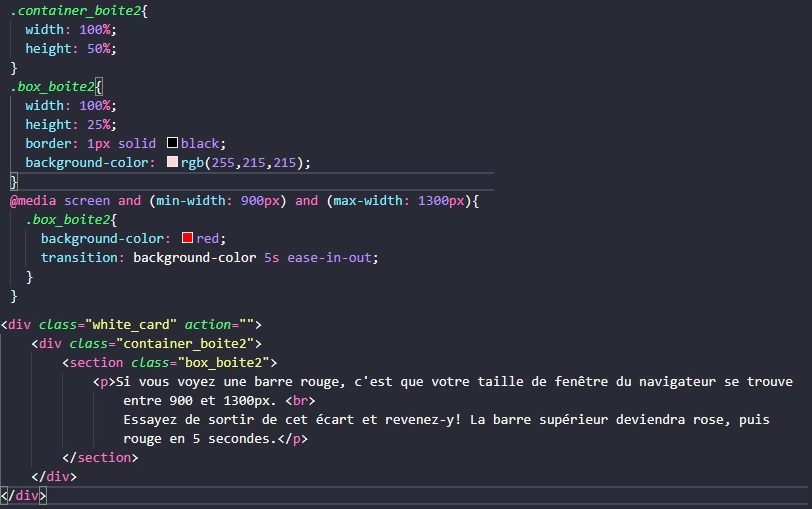 .container_boite2{
width: 100%;
height: 50%;
}
.box_boite2{
width: 100%;
height: 25%;
border: 1px solid black;
background-color: rgb(255,215,215);
}
@media screen and (min-width: 900px) and (max-width: 1300px){
.box_boite2{
background-color: red;
transition: background-color 5s ease-in-out;
}
}
<div class="white_card" action="">
<div class="container_boite2">
<section class="box_boite2">
<p>Si vous voyez une barre rouge, c'est que votre taille de fenêtre du navigateur se trouve
entre 900 et 1300px. <br>
Essayez de sortir de cet écart et revenez-y! La barre supérieur deviendra rose, puis
rouge en 5 secondes.</p>
</section>
</div>
</div>